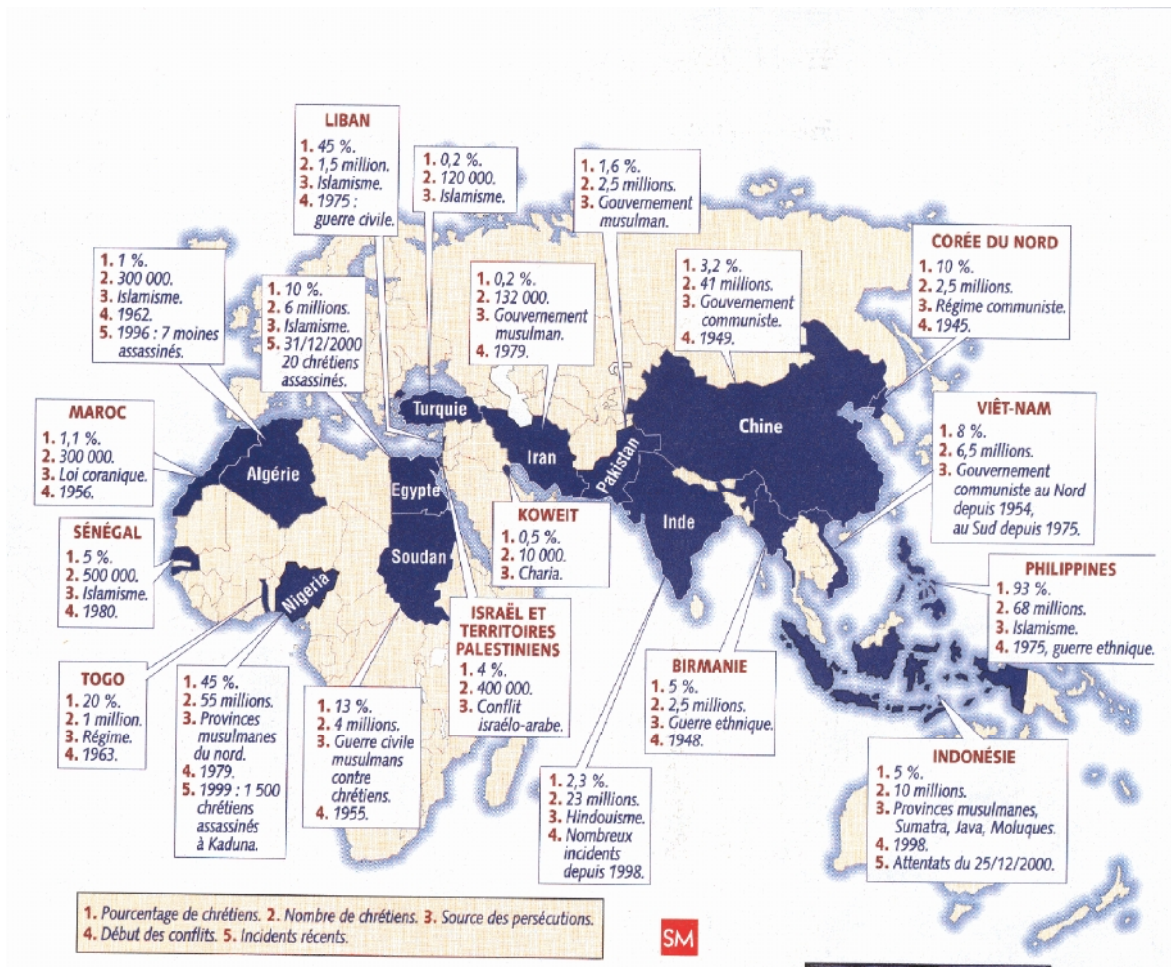 LIBAN
1. 45 %.
2. 1,5 million.
3. Islamisme.
4. 1975 :
guerre civile.
1. 0,2 %.
2. 120 000.
3. Islamisme.
1. 1,6 %.
2. 2,5 millions.
3. Gouvernement
musulman.
1. 1 %.
2. 300 000.
3. Islamisme.
4. 1962.
5. 1996 : 7 moines
assassinés.
1. 10 %.
2. 6 millions.
3. Islamisme.
5. 31/12/2000
20 chrétiens
assassinés.
1. 0,2 %.
2. 132 000.
3. Gouvernement
musulman.
4. 1979.
1. 3,2 %.
2. 41 millions.
3. Gouvernement
communiste.
4. 1949.
CORÉE DU NORD
1. 10 %.
2. 2,5 millions.
3. Régime communiste.
4. 1945.
MAROC
1. 1,1 %.
2. 300 000.
3. Loi coranique.
4. 1956.
Algérie
Turquie
Egypte
Soudan
Nigeria
Iran
Pakistan
Inde
Chine
VIÊT-NAM
1. 8 %.
2. 6,5 millions.
3. Gouvernement
communiste au Nord
depuis 1954,
au Sud depuis 1975.
SÉNÉGAL
1. 5 %.
2. 500 000.
3. Islamisme.
4. 1980.
KOWEIT
1. 0,5 %.
2. 10 000.
3. Charia.
PHILIPPINES
1. 93 %.
2. 68 millions.
3. Islamisme.
4. 1975, guerre ethnique.
ISRAËL ET
TERRITOIRES
PALESTINIENS
1. 4 %.
2. 400 000.
3. Conflit
israélo-arabe.
TOGO
1. 20 %.
2. 1 million.
3. Régime.
4. 1963.
1. 45 %.
2. 55 millions.
3. Provinces
musulmanes
du nord.
4. 1979.
5. 1999 : 1 500
chrétiens
assassinés
à Kaduna.
1. 13 %.
2. 4 millions.
3. Guerre civile
musulmans
contre
chrétiens.
4. 1955.
BIRMANIE
1. 5 %.
2. 2,5 millions.
3. Guerre ethnique.
4. 1948.
1. 2,3 %.
2. 23 millions.
3. Hindouisme.
4. Nombreux
incidents
depuis 1998.
INDONÉSIE
1. 5 %.
2. 10 millions.
3. Provinces musulmanes,
Sumatra, Java, Moluques.
4. 1998.
5. Attentats du 25/12/2000.
1. Pourcentage de chrétiens. 2. Nombre de chrétiens. 3. Source des persécutions.
4. Début des conflits. 5. Incidents récents.
SM